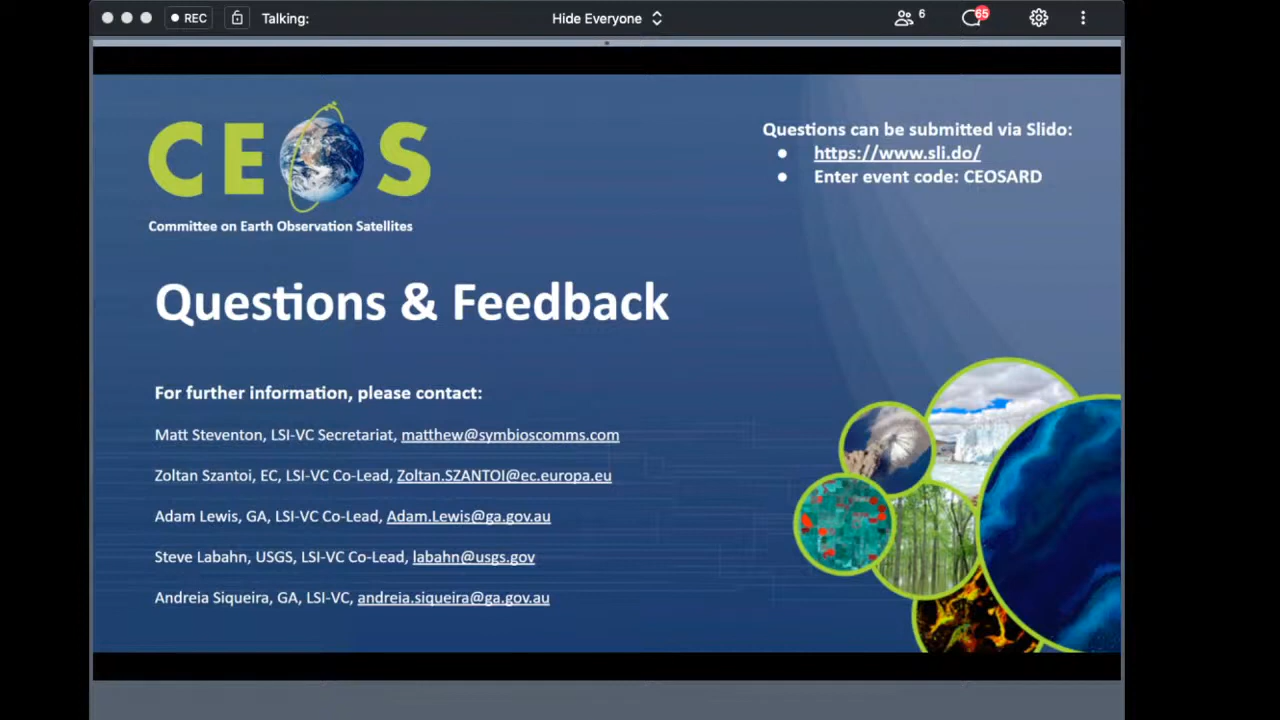 REC
Talking:
Hide Everyone
6
65
CEOS
Committee on Earth Observation Satellites
Questions can be submitted via Slido:
● https://www.sli.do/
● Enter event code: CEOSARD
Questions & Feedback
For further information, please contact:
Matt Steventon, LSI-VC Secretariat, matthew@symbioscomms.com
Zoltan Szantoi, EC, LSI-VC Co-Lead, Zoltan.SZANTOI@ec.europa.eu
Adam Lewis, GA, LSI-VC Co-Lead, Adam.Lewis@ga.gov.au
Steve Labahn, USGS, LSI-VC Co-Lead, labahn@usgs.gov
Andreia Siqueira, GA, LSI-VC, andreia.siqueira@ga.gov.au